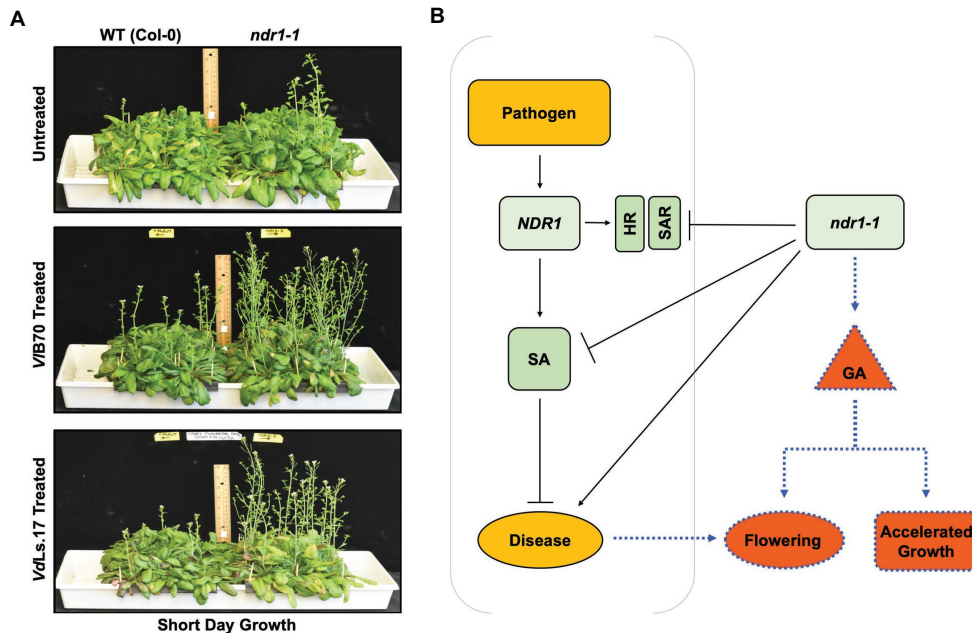 A
WT (Col-0) ndr1-1
Untreated
VlB70 Treated
VdLs.17 Treated
Short Day Growth
B
Pathogen
NDR1
HR
SAR
ndr1-1
SA
GA
Disease
Flowering
Accelerated
Growth